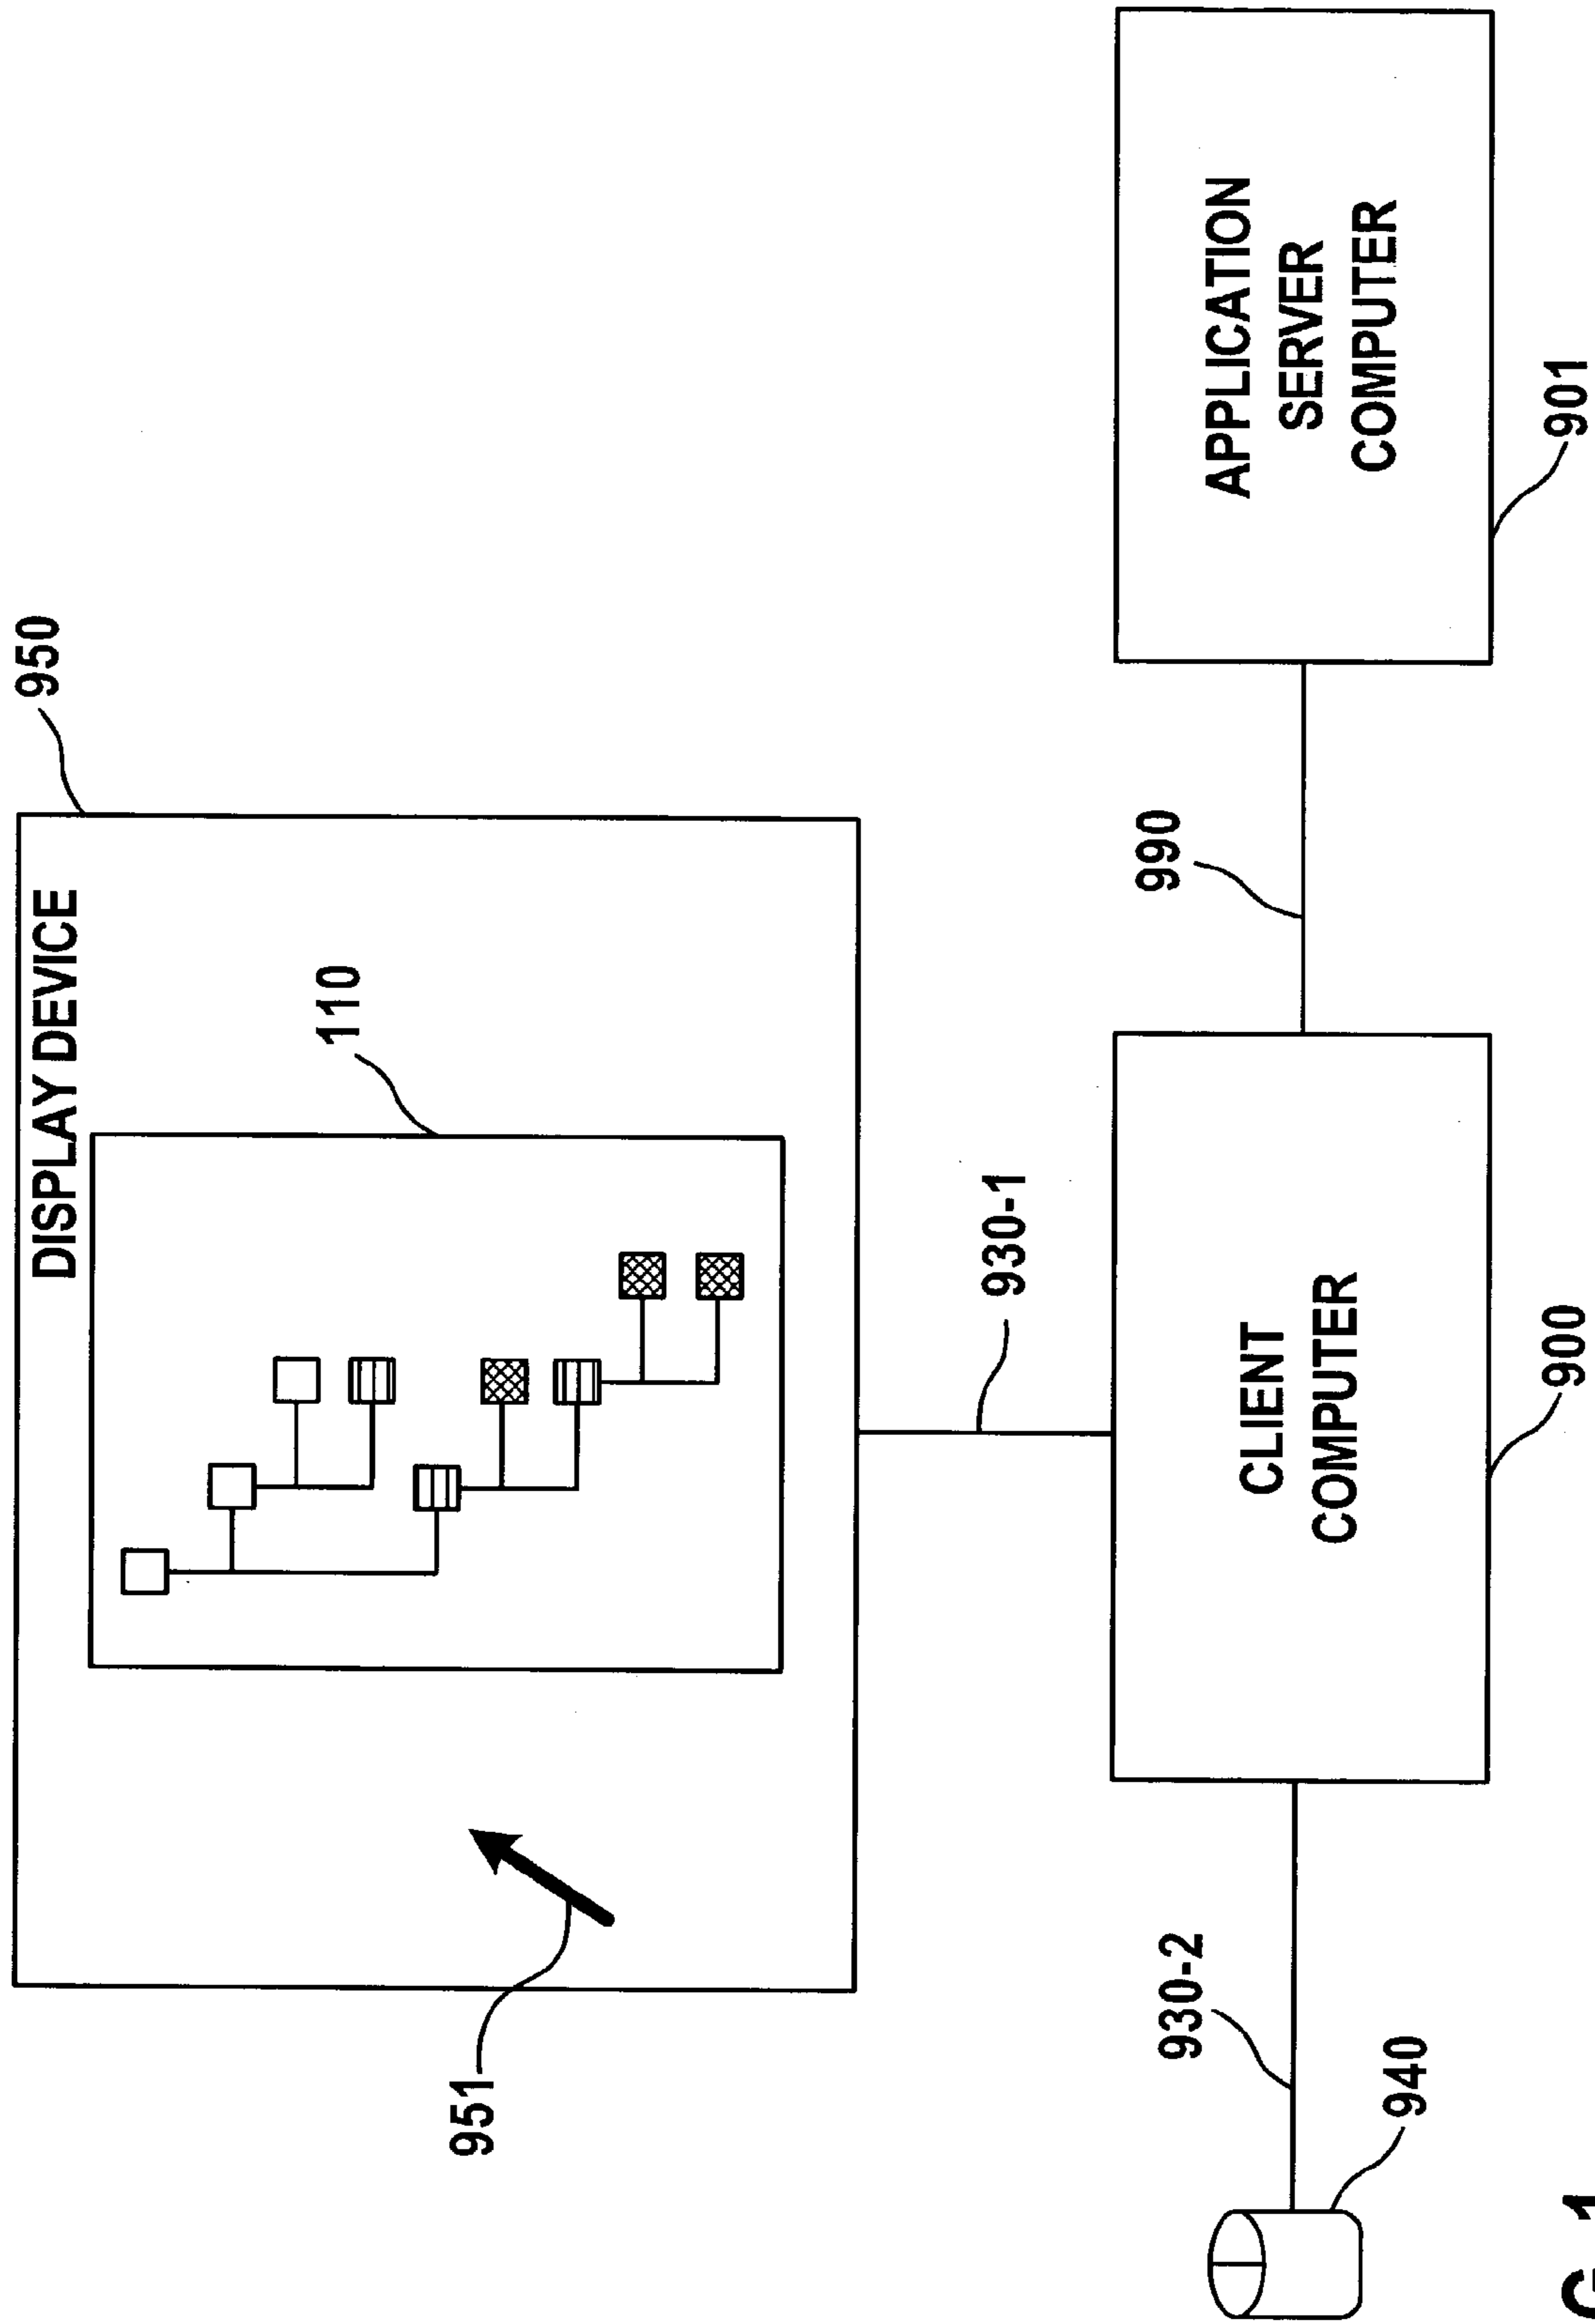 950
DISPLAY DEVICE
110
951
930-1
990
930-2
940
CLIENT
COMPUTER
900
APPLICATION
SERVER
COMPUTER
901